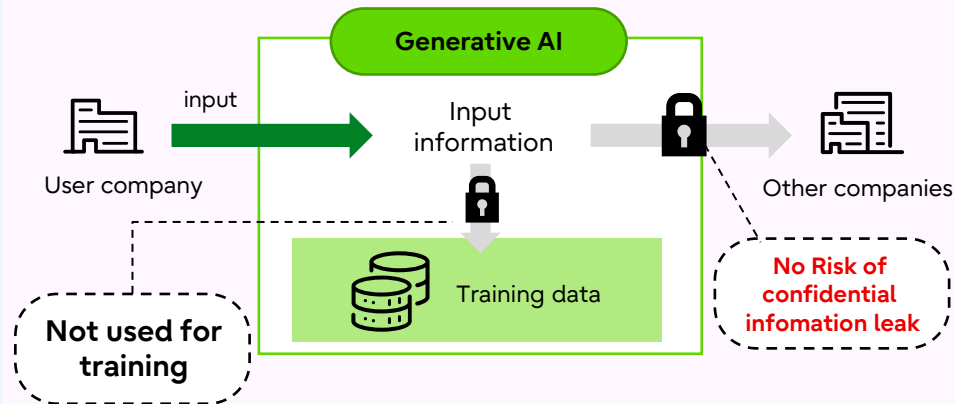 Generative AI
input
Input
information
User company
Other companies
Training data
Not used for
training
No Risk of
confidential
infomation leak